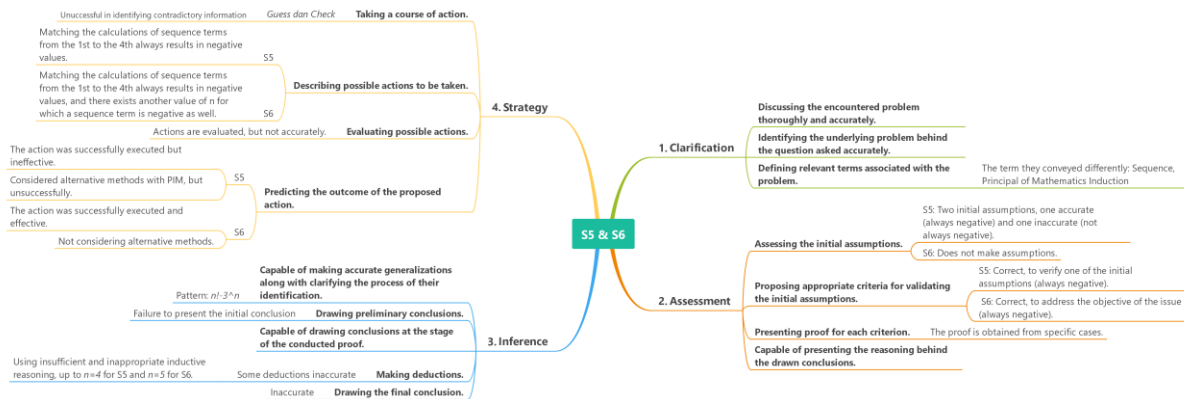 S5 & S6
1. Clarification
Discussing the encountered problem
thoroughly and accurately.
Identifying the underlying problem behind
the question asked accurately.
Defining relevant terms associated with the
problem.
The term they conveyed differently: Sequence,
Principal of Mathematics Induction
2. Assessment
Assessing the initial assumptions.
S5: Two initial assumptions, one accurate
(always negative) and one inaccurate (not
always negative).
S6: Does not make assumptions.
Proposing appropriate criteria for validating
the initial assumptions.
S5: Correct, to verify one of the initial
assumptions (always negative).
S6: Correct, to address the objective of the issue
(always negative).
Presenting proof for each criterion.
The proof is obtained from specific cases.
Capable of presenting the reasoning behind
the drawn conclusions.
3. Inference
Capable of making accurate generalizations
along with clarifying the process of their
identification.
Pattern: n!-3^n
Drawing preliminary conclusions.
Failure to present the initial conclusion
Capable of drawing conclusions at the stage
of the conducted proof.
Making deductions.
Some deductions inaccurate
Using insufficient and inappropriate inductive
reasoning, up to n=4 for S5 and n=5 for S6.
Drawing the final conclusion.
Inaccurate
4. Strategy
Taking a course of action.
Guess dan Check
Unsuccessful in identifying contradictory information
Describing possible actions to be taken.
S5
Matching the calculations of sequence terms
from the 1st to the 4th always results in negative
values.
S6
Matching the calculations of sequence terms
from the 1st to the 4th always results in negative
values, and there exists another value of n for
which a sequence term is negative as well.
Evaluating possible actions.
Actions are evaluated, but not accurately.
Predicting the outcome of the proposed
action.
S5
The action was successfully executed but
ineffective.
Considered alternative methods with PIM, but
unsuccessfully.
S6
The action was successfully executed and
effective.
Not considering alternative methods.